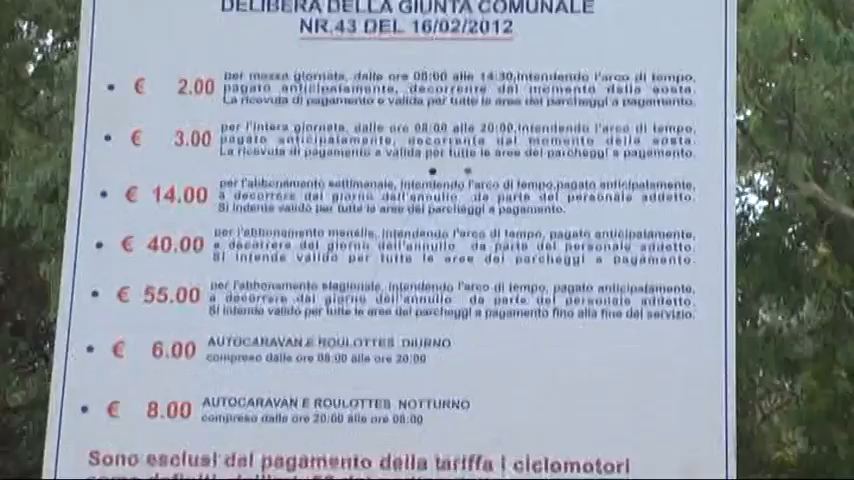 DELIBERA DELLA GIUNTA COMUNALE
NR.43 DEL 16/02/2012
• € 2.00 per mezza giornata, dalle ore 08:00 alle 14:30, intendendo l'arco di tempo,
pagato anticipatamente, decorrente dal momento della sosta.
La ricevuta di pagamento e valida per tutte le aree dei parcheggi a pagamento.
• € 3.00 per l'intera giornata, dalle ore 08:00 alle 20:00, intendendo l'arco di tempo,
pagato anticipatamente, decorrente dal momento della sosta.
La ricevuta di pagamento e valida per tutte le aree dei parcheggi a pagamento.
• € 14.00 per l'abbonamento settimanale, intendendo l'arco di tempo, pagato anticipatamente,
a decorrere dal giorno dell'annullo da parte del personale addetto.
Si intende valido per tutte le aree dei parcheggi a pagamento.
• € 40.00 per l'abbonamento mensile, intendendo l'arco di tempo, pagato anticipatamente,
a decorrere dal giorno dell'annullo da parte del personale addetto.
Si intende valido per tutte le aree dei parcheggi a pagamento.
• € 55.00 per l'abbonamento stagionale, intendendo l'arco di tempo, pagato anticipatamente,
a decorrere dal giorno dell'annullo da parte del personale addetto.
Si intende valido per tutte le aree dei parcheggi a pagamento fino alla fine del servizio.
• € 6.00 AUTOCARAVAN E ROULOTTES DIURNO
compreso dalle ore 08:00 alle ore 20:00
• € 8.00 AUTOCARAVAN E ROULOTTES NOTTURNO
compreso dalle ore 20:00 alle ore 08:00
Sono esclusi dal pagamento della tariffa i ciclomotori